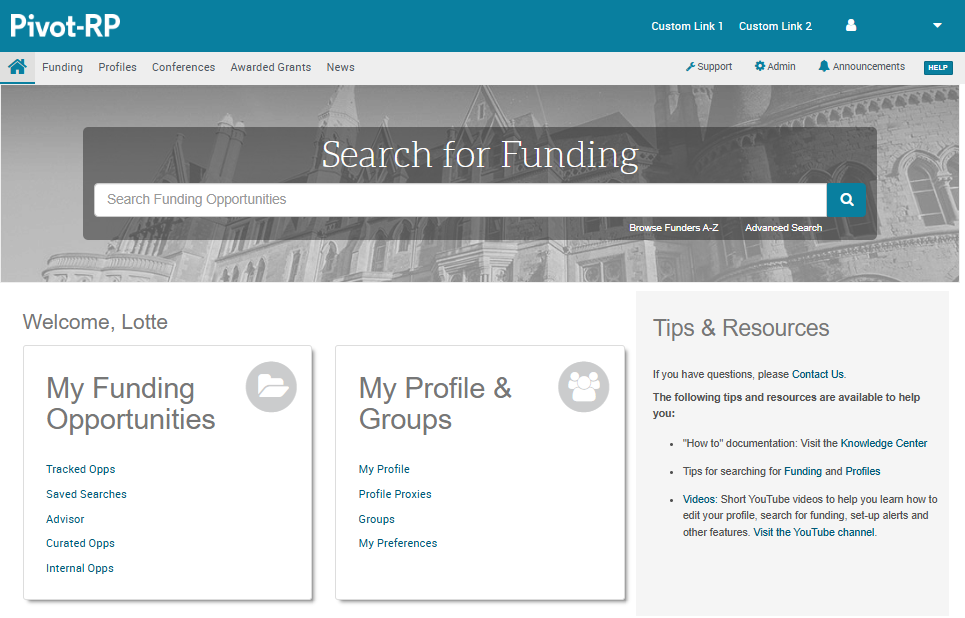 Pivot-RP
Custom Link 1 Custom Link 2
Funding Profiles Conferences Awarded Grants News
Support Admin Announcements HELP
Search for Funding
Search Funding Opportunities
Browse Funders A-Z Advanced Search
Welcome, Lotte
My Funding
Opportunities
Tracked Opps
Saved Searches
Advisor
Curated Opps
Internal Opps
My Profile &
Groups
My Profile
Profile Proxies
Groups
My Preferences
Tips & Resources
If you have questions, please Contact Us.
The following tips and resources are available to help
you:
• "How to" documentation: Visit the Knowledge Center
• Tips for searching for Funding and Profiles
• Videos: Short YouTube videos to help you learn how to
edit your profile, search for funding, set-up alerts and
other features. Visit the YouTube channel.